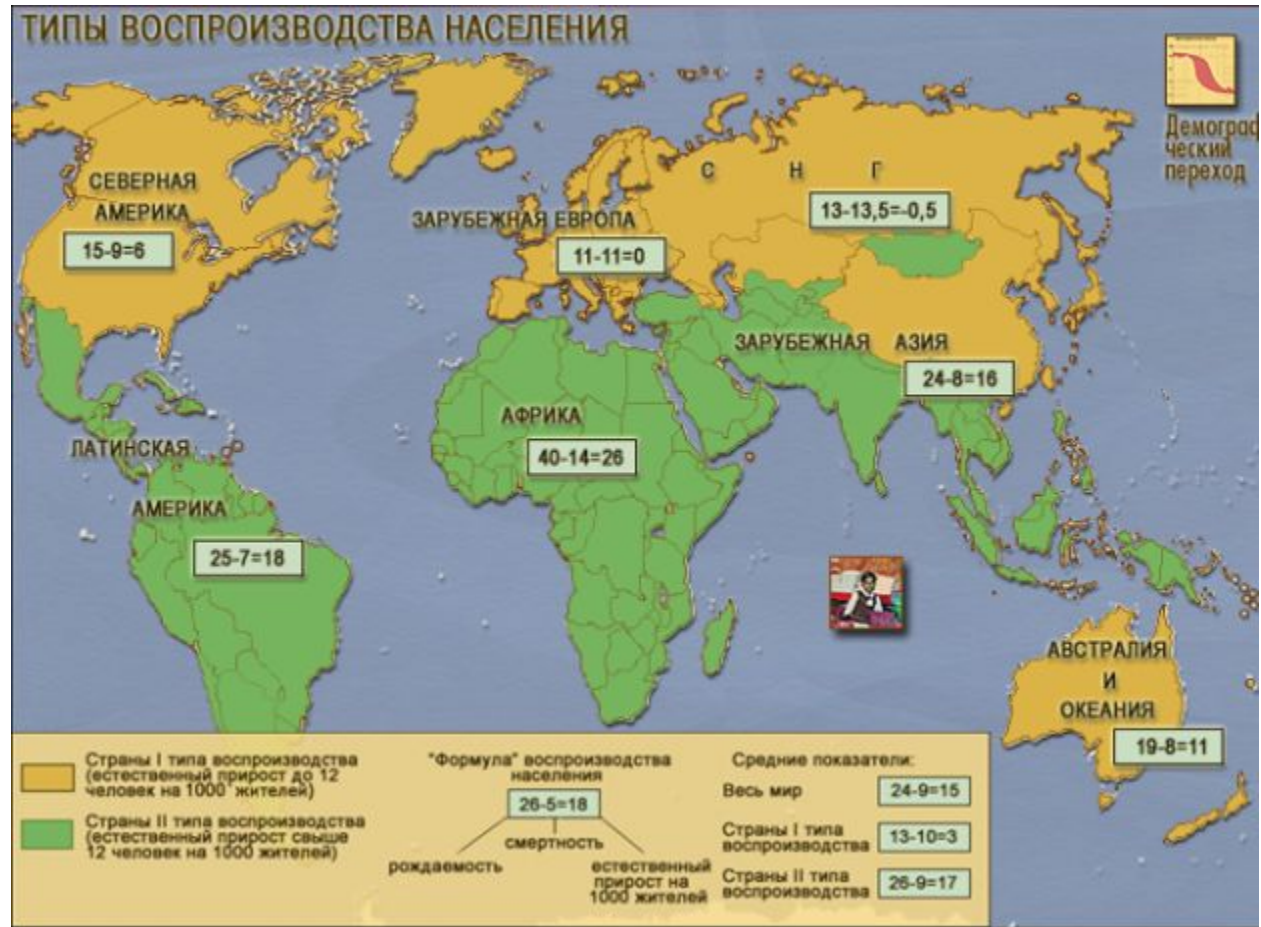 ТИПЫ ВОСПРОИЗВОДСТВА НАСЕЛЕНИЯ
Демограф
ческий
переход
СЕВЕРНАЯ
АМЕРИКА
15-9=6
ЗАРУБЕЖНАЯ ЕВРОПА
11-11=0
С Н Г
13-13,5=-0,5
ЗАРУБЕЖНАЯ АЗИЯ
24-8=16
АФРИКА
40-14=26
ЛАТИНСКАЯ
АМЕРИКА
25-7=18
АВСТРАЛИЯ
И
ОКЕАНИЯ
19-8=11
Страны I типа воспроизводства
(естественный прирост до 12
человек на 1000 жителей)
Страны II типа воспроизводства
(естественный прирост свыше
12 человек на 1000 жителей)
"Формула" воспроизводства
населения
26-5=18
смертность
рождаемость
естественный
прирост на
1000 жителей
Средние показатели:
Весь мир
24-9=15
Страны I типа
воспроизводства
13-10=3
Страны II типа
воспроизводства
26-9=17